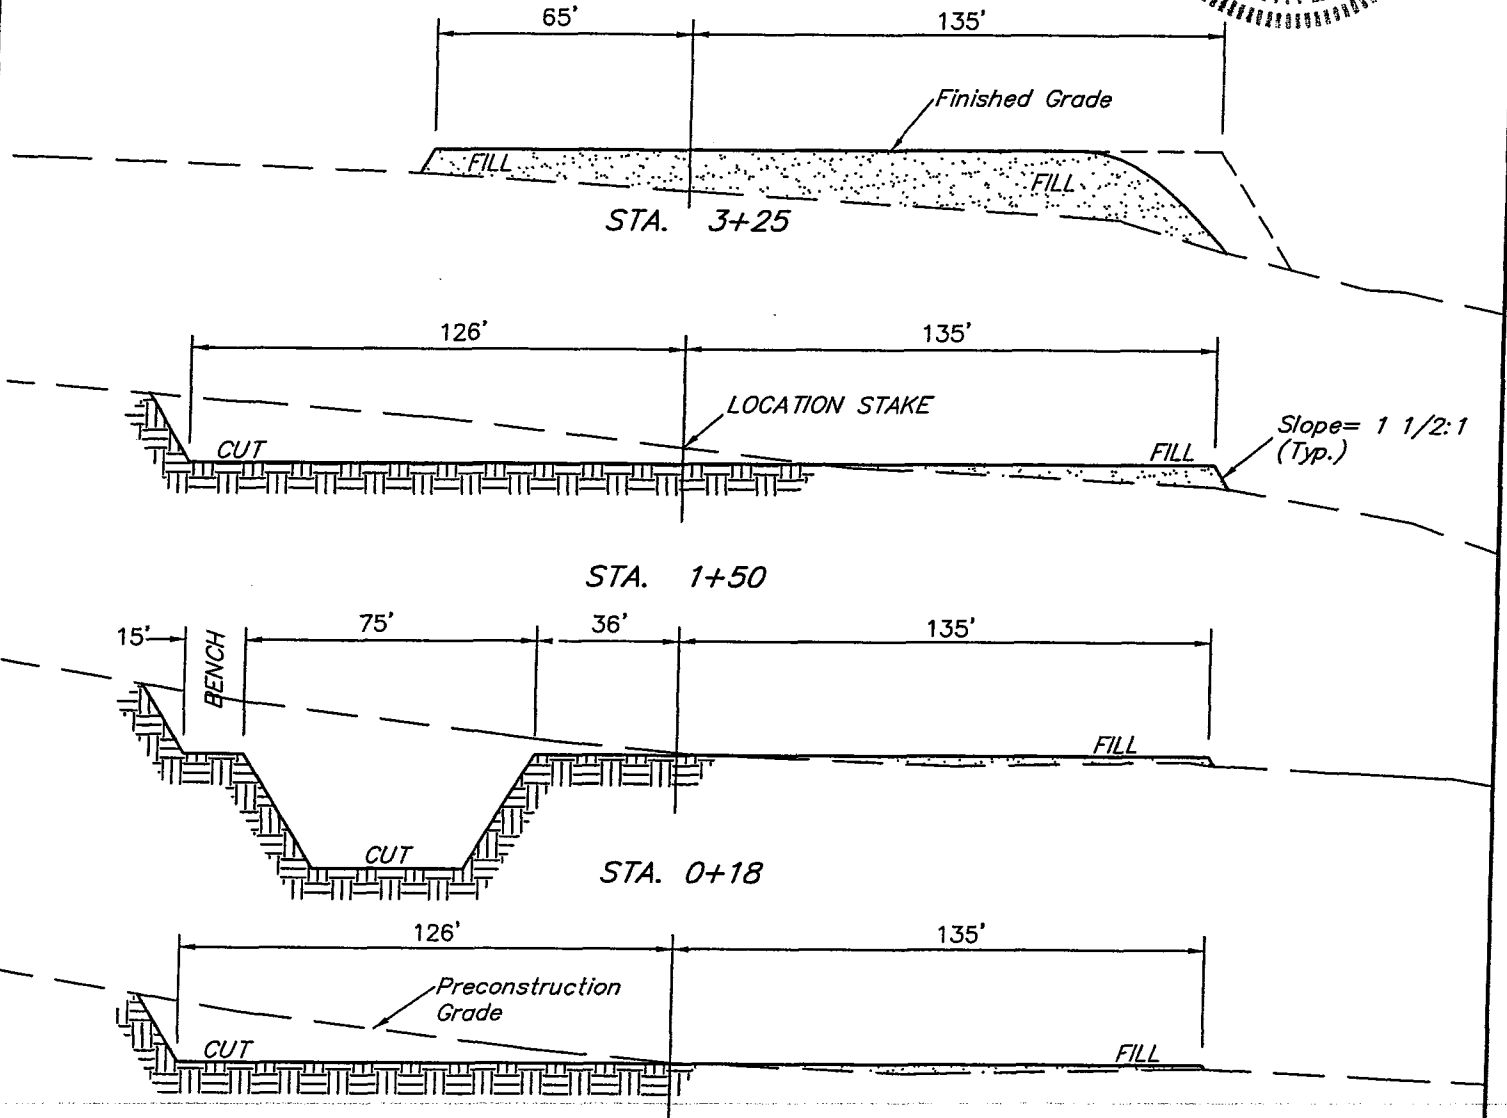 65' 135'
Finished Grade
FILL FILL
STA. 3+25
126' 135'
LOCATION STAKE
Slope= 1 1/2:1
(Typ.)
CUT FILL
STA. 1+50
15' BENCH 75' 36' 135'
FILL
CUT
STA. 0+18
126' 135'
Preconstruction
Grade
CUT FILL